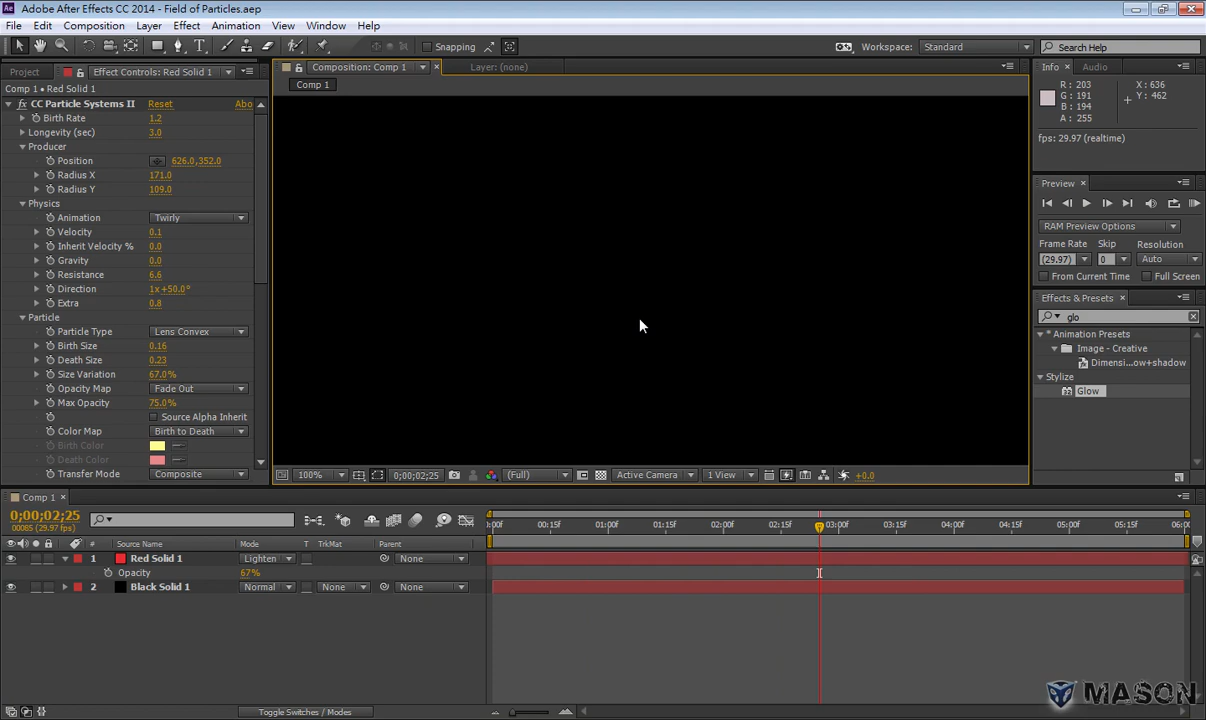 Adobe After Effects CC 2014 - Field of Particles.aep
File Edit Composition Layer Effect Animation View Window Help
Snapping
Workspace: Standard
Search Help
Project
Effect Controls: Red Solid 1
Composition: Comp 1
Layer: (none)
Info
Audio
Comp 1 • Red Solid 1
Comp 1
R: 203
G: 191
B: 194
A: 255
X: 636
Y: 462
fps: 29.97 (realtime)
fx CC Particle Systems II Reset Abo
Birth Rate 1.2
Longevity (sec) 3.0
Producer
Position 626.0,352.0
Radius X 171.0
Radius Y 109.0
Physics
Animation Twirly
Velocity 0.1
Inherit Velocity % 0.0
Gravity 0.0
Resistance 6.6
Direction 1x+50.0°
Extra 0.8
Particle
Particle Type Lens Convex
Birth Size 0.16
Death Size 0.23
Size Variation 67.0%
Opacity Map Fade Out
Max Opacity 75.0%
Source Alpha Inherit
Color Map Birth to Death
Birth Color
Death Color
Transfer Mode Composite
Preview
RAM Preview Options
Frame Rate Skip Resolution
(29.97) 0 Auto
From Current Time Full Screen
Effects & Presets
glo
* Animation Presets
Image - Creative
Dimensi...ow+shadow
Stylize
Glow
100% 0;00;02;25 (Full) Active Camera 1 View +0.0
Comp 1
0;00;02;25
00085 (29.97 fps)
:00f 00:15f 01:00f 01:15f 02:00f 02:15f 03:00f 03:15f 04:00f 04:15f 05:00f 05:15f 06:00
# Source Name Mode T TrkMat Parent
1 Red Solid 1 Lighten None
Opacity 67%
2 Black Solid 1 Normal None None
Toggle Switches / Modes
MASON